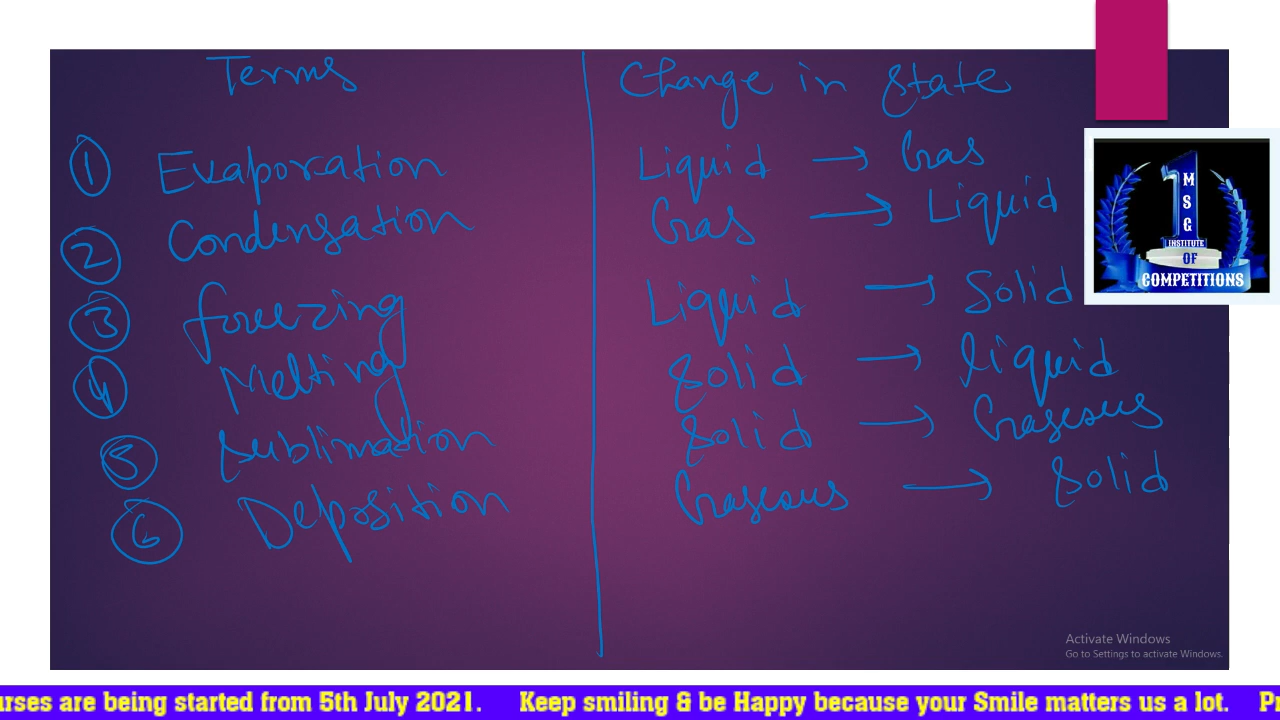 Terms Change in State
1 Evaporation Liquid → Gas
2 Condensation Gas → Liquid
3 freezing Liquid → Solid
4 Melting Solid → liquid
5 Sublimation Solid → Gaseous
6 Deposition Gaseous → Solid
1
MSG
INSTITUTE
OF
COMPETITIONS
Activate Windows
Go to Settings to activate Windows.
urses are being started from 5th July 2021. Keep smiling & be Happy because your Smile matters us a lot.